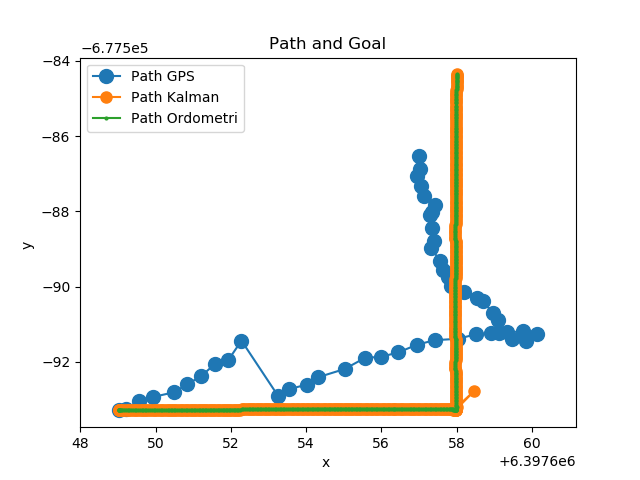 Path and Goal
−6.775e5
−84
−86
−88
−90
−92
y
Path GPS
Path Kalman
Path Ordometri
48 50 52 54 56 58 60
x
+6.3976e6